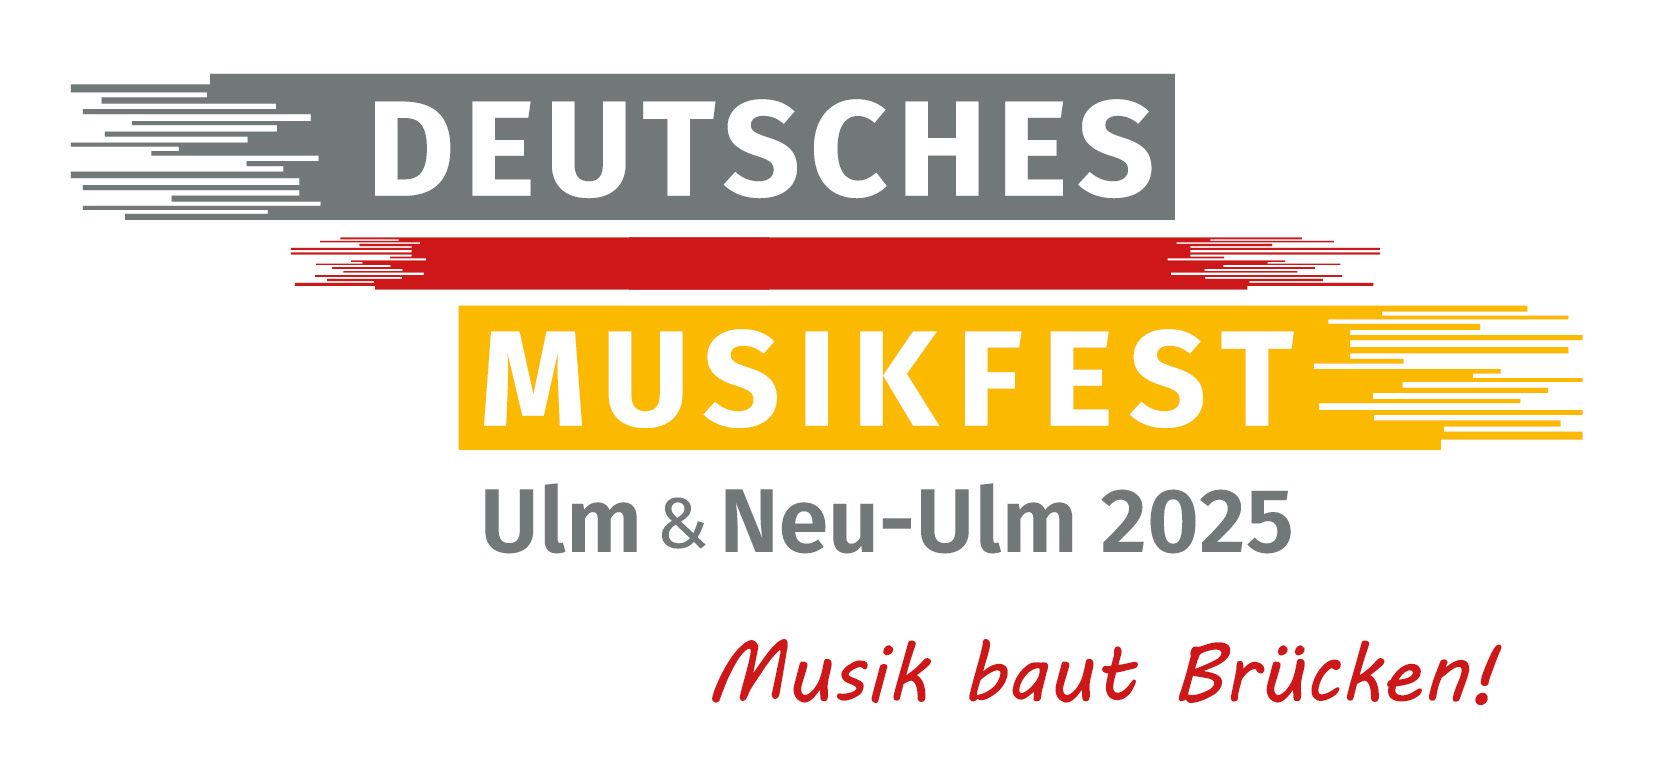 DEUTSCHES
MUSIKFEST
Ulm & Neu-Ulm 2025
Musik baut Brücken!